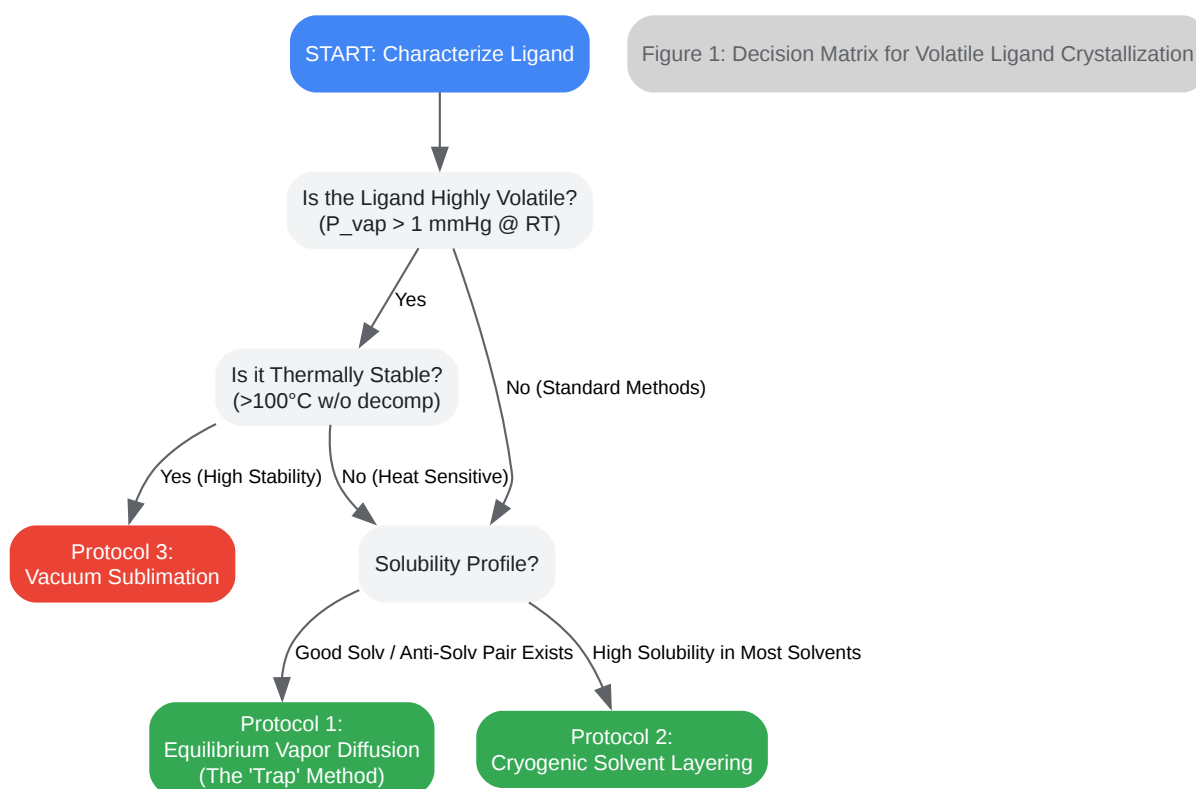 START: Characterize Ligand
Figure 1: Decision Matrix for Volatile Ligand Crystallization
Is the Ligand Highly Volatile?
(P_vap > 1 mmHg @ RT)
Yes
Is it Thermally Stable?
(>100°C w/o decomp)
No (Standard Methods)
Yes (High Stability)
No (Heat Sensitive)
Protocol 3:
Vacuum Sublimation
Solubility Profile?
Good Solv / Anti-Solv Pair Exists
High Solubility in Most Solvents
Protocol 1:
Equilibrium Vapor Diffusion
(The 'Trap' Method)
Protocol 2:
Cryogenic Solvent Layering